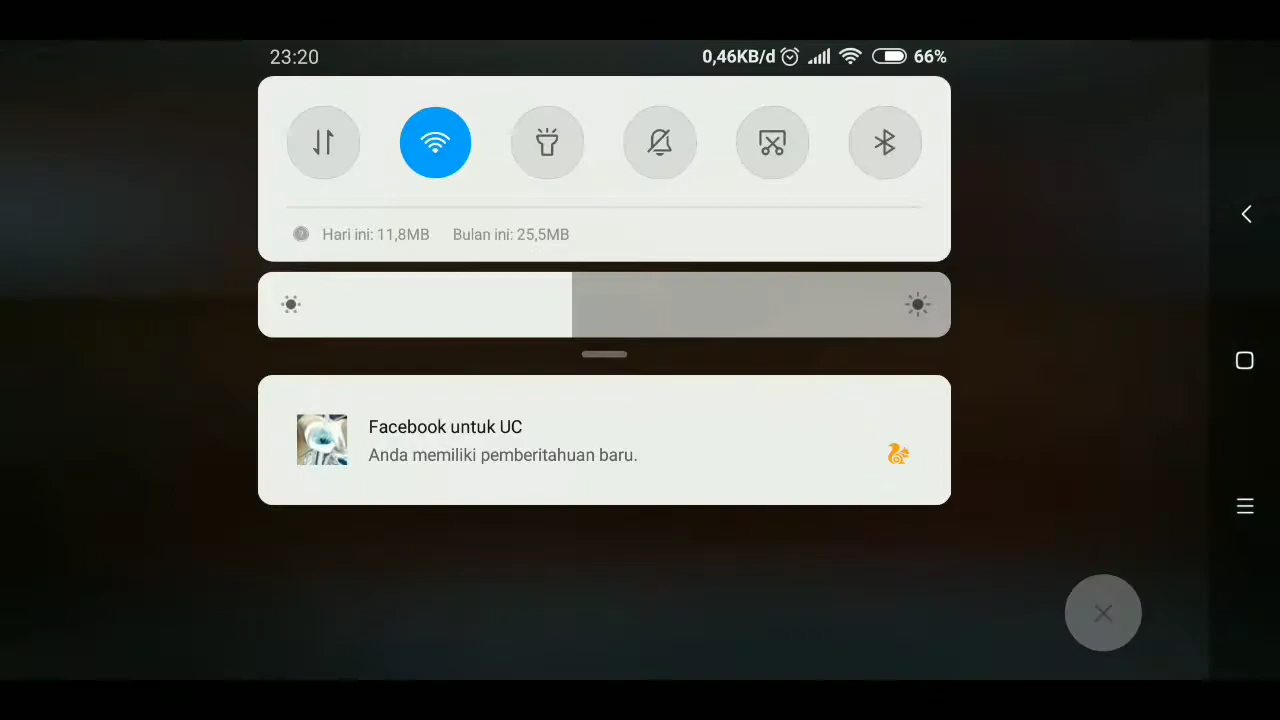 23:20
0,46KB/d
66%
Hari ini: 11,8MB Bulan ini: 25,5MB
Facebook untuk UC
Anda memiliki pemberitahuan baru.